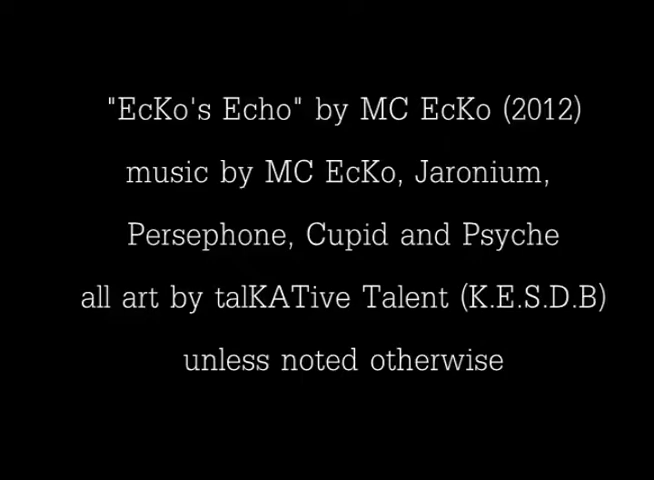 "EcKo's Echo" by MC EcKo (2012)
music by MC EcKo, Jaronium,
Persephone, Cupid and Psyche
all art by talKATive Talent (K.E.S.D.B)
unless noted otherwise